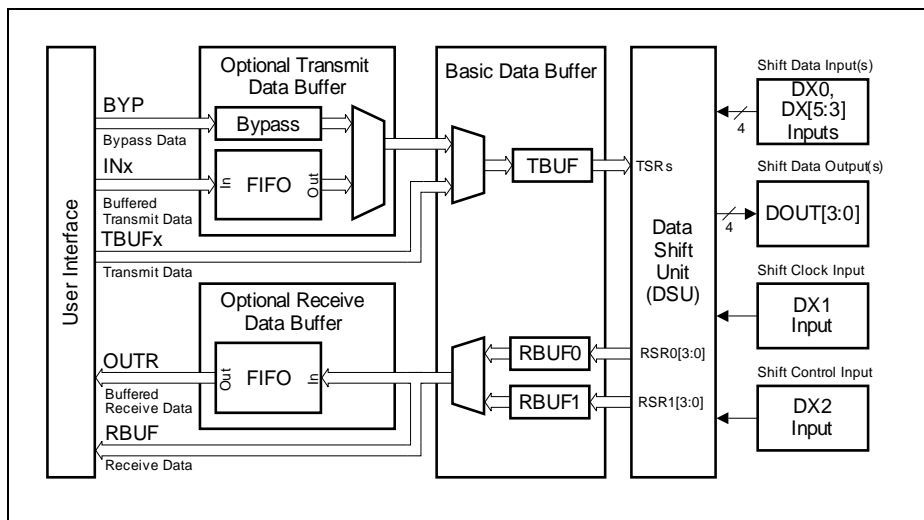 User Interface
Optional Transmit
Data Buffer
BYP
Bypass Data
Bypass
INx
Buffered
Transmit Data
In
FIFO
Out
TBUFx
Transmit Data
Basic Data Buffer
TBUF
TSRs
Data
Shift
Unit
(DSU)
Shift Data Input(s)
DX0,
DX[5:3]
Inputs
4
Shift Data Output(s)
DOUT[3:0]
4
Shift Clock Input
DX1
Input
Shift Control Input
DX2
Input
Optional Receive
Data Buffer
OUTR
Buffered
Receive Data
Out
FIFO
In
RBUF
Receive Data
RBUF0
RBUF1
RSR0[3:0]
RSR1[3:0]